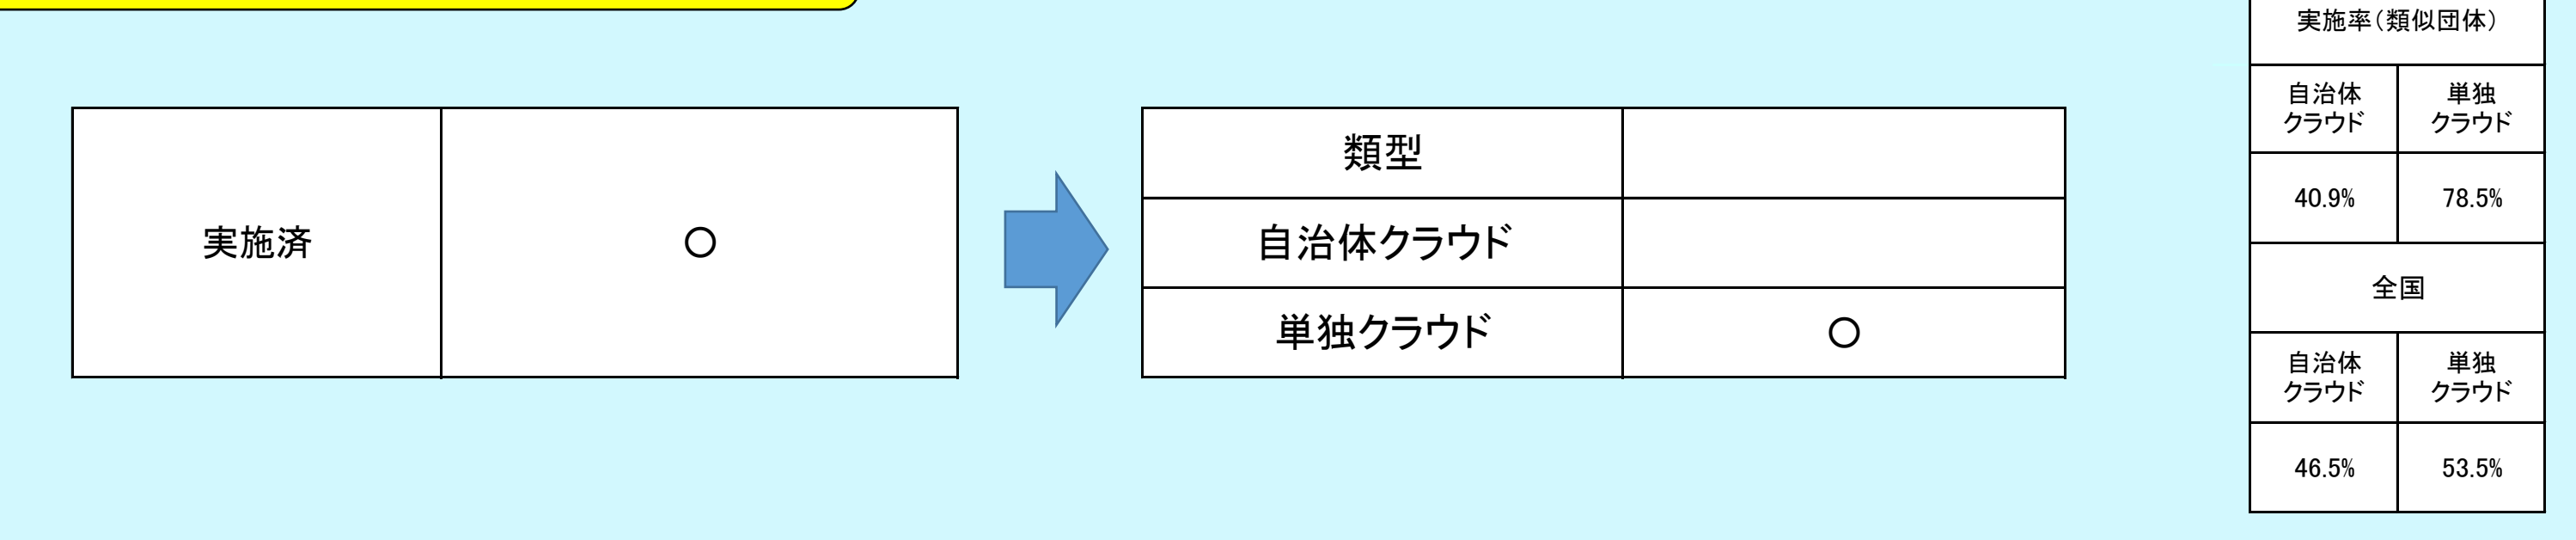 実施済
○
類型
自治体クラウド
単独クラウド
○
実施率（類似団体）
自治体
クラウド
単独
クラウド
40.9%
78.5%
全国
自治体
クラウド
単独
クラウド
46.5%
53.5%